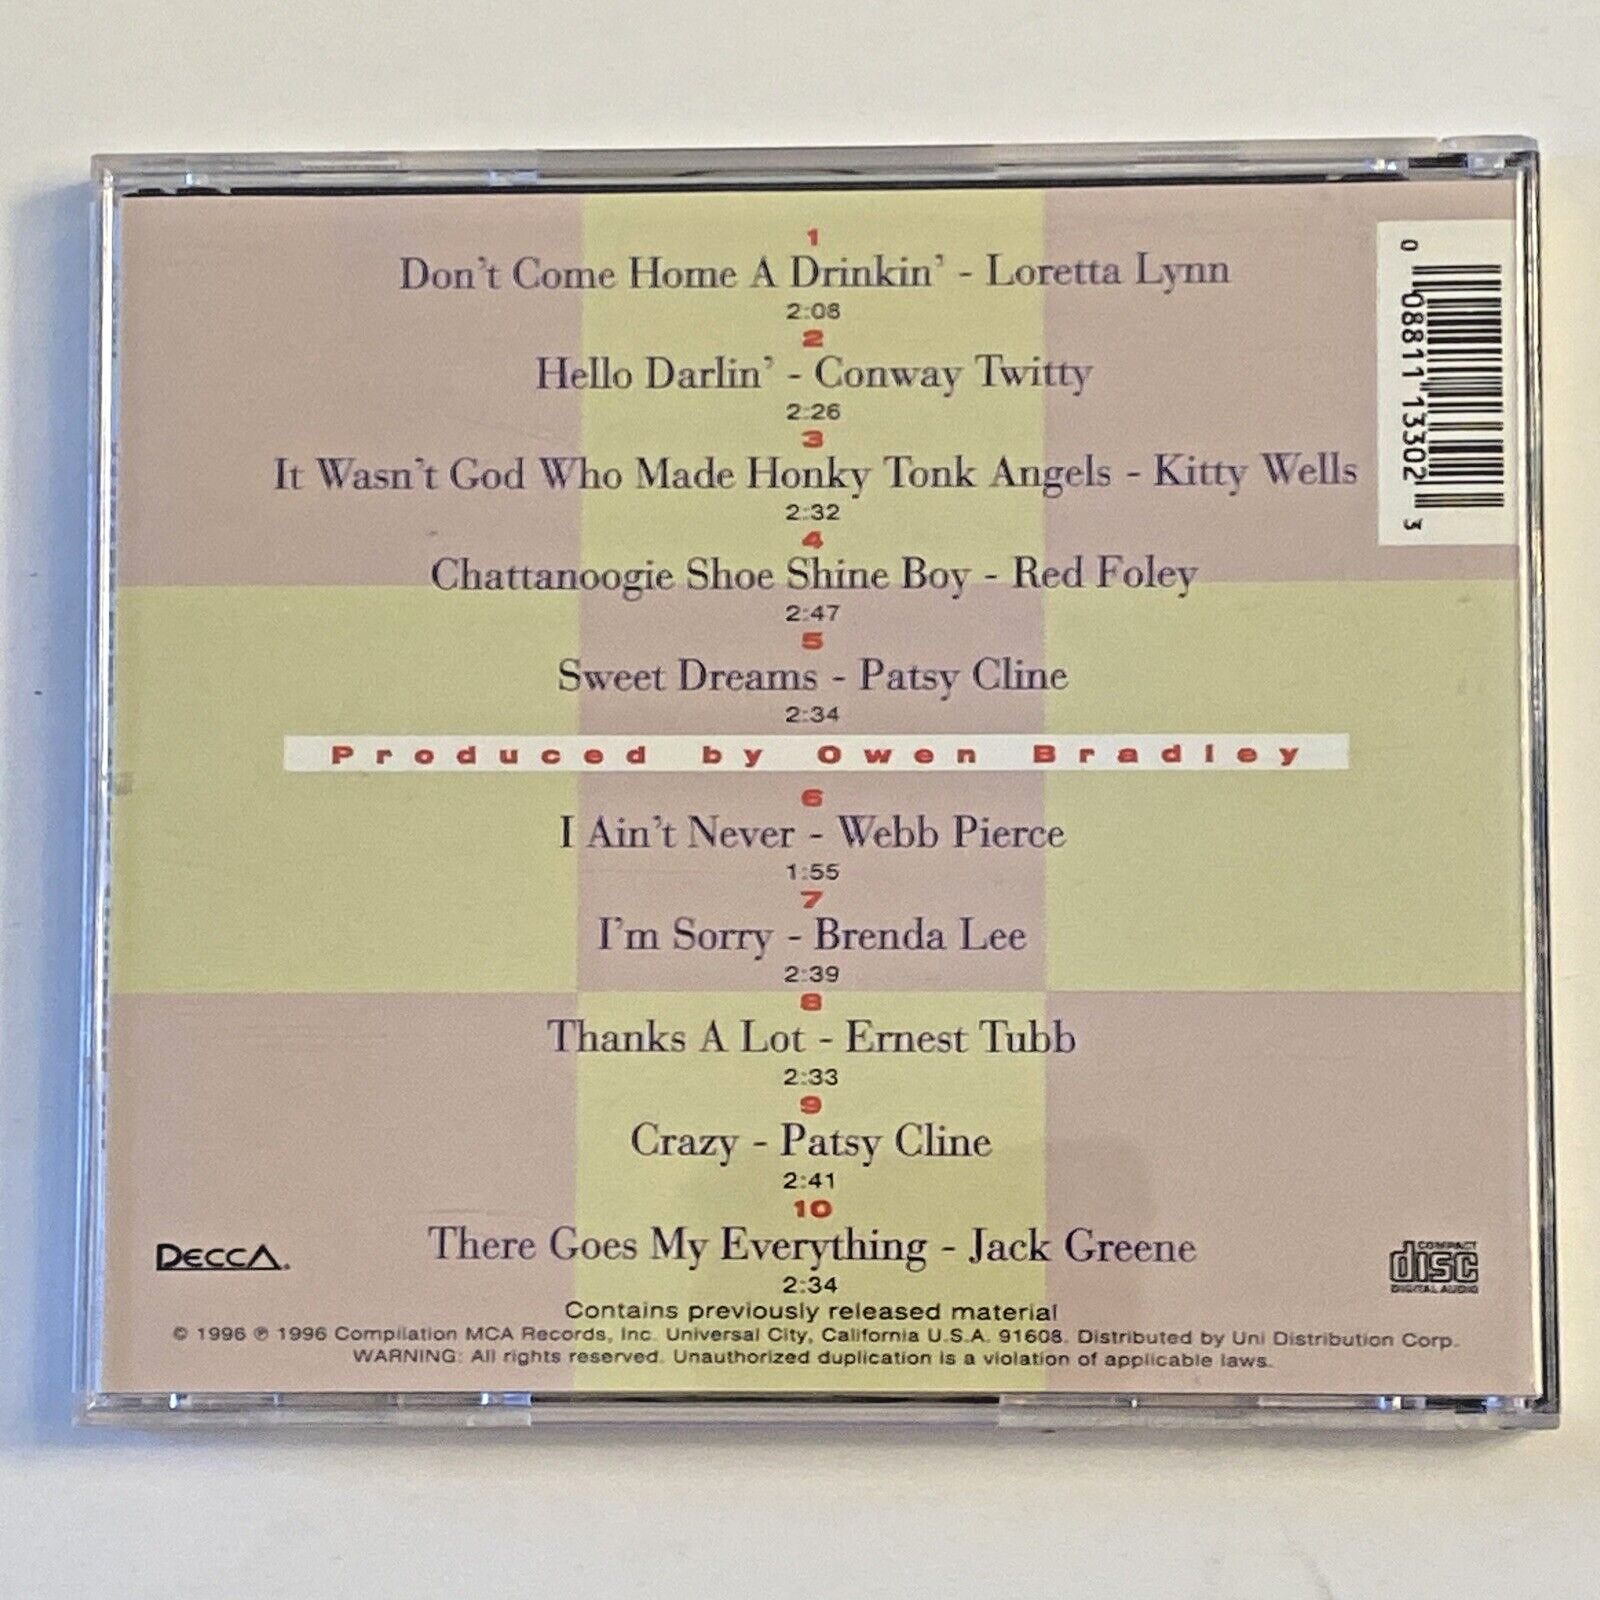 1
Don't Come Home A Drinkin' - Loretta Lynn
2:08
2
Hello Darlin' - Conway Twitty
2:26
3
It Wasn't God Who Made Honky Tonk Angels - Kitty Wells
2:32
4
Chattanoogie Shoe Shine Boy - Red Foley
2:47
5
Sweet Dreams - Patsy Cline
2:34
Produced by Owen Bradley
6
I Ain't Never - Webb Pierce
1:55
7
I'm Sorry - Brenda Lee
2:39
8
Thanks A Lot - Ernest Tubb
2:33
9
Crazy - Patsy Cline
2:41
10
There Goes My Everything - Jack Greene
2:34
Contains previously released material
© 1996 ℗ 1996 Compilation MCA Records, Inc. Universal City, California U.S.A. 91608. Distributed by Uni Distribution Corp.
WARNING: All rights reserved. Unauthorized duplication is a violation of applicable laws.
DECCA.
COMPACT
disc
DIGITAL AUDIO
0 08811 13302 3